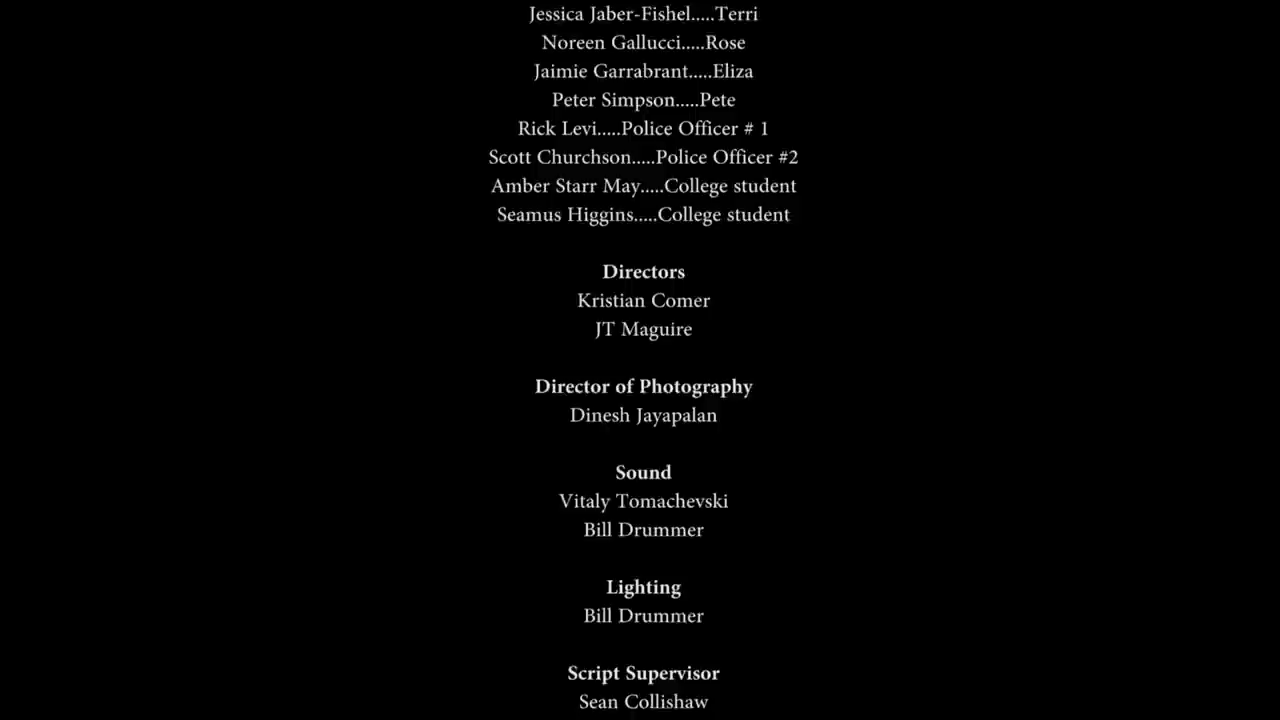 Jessica Jaber-Fishel.....Terri
Noreen Gallucci.....Rose
Jaimie Garrabrant.....Eliza
Peter Simpson.....Pete
Rick Levi.....Police Officer # 1
Scott Churchson.....Police Officer #2
Amber Starr May.....College student
Seamus Higgins.....College student
Directors
Kristian Comer
JT Maguire
Director of Photography
Dinesh Jayapalan
Sound
Vitaly Tomachevski
Bill Drummer
Lighting
Bill Drummer
Script Supervisor
Sean Collishaw